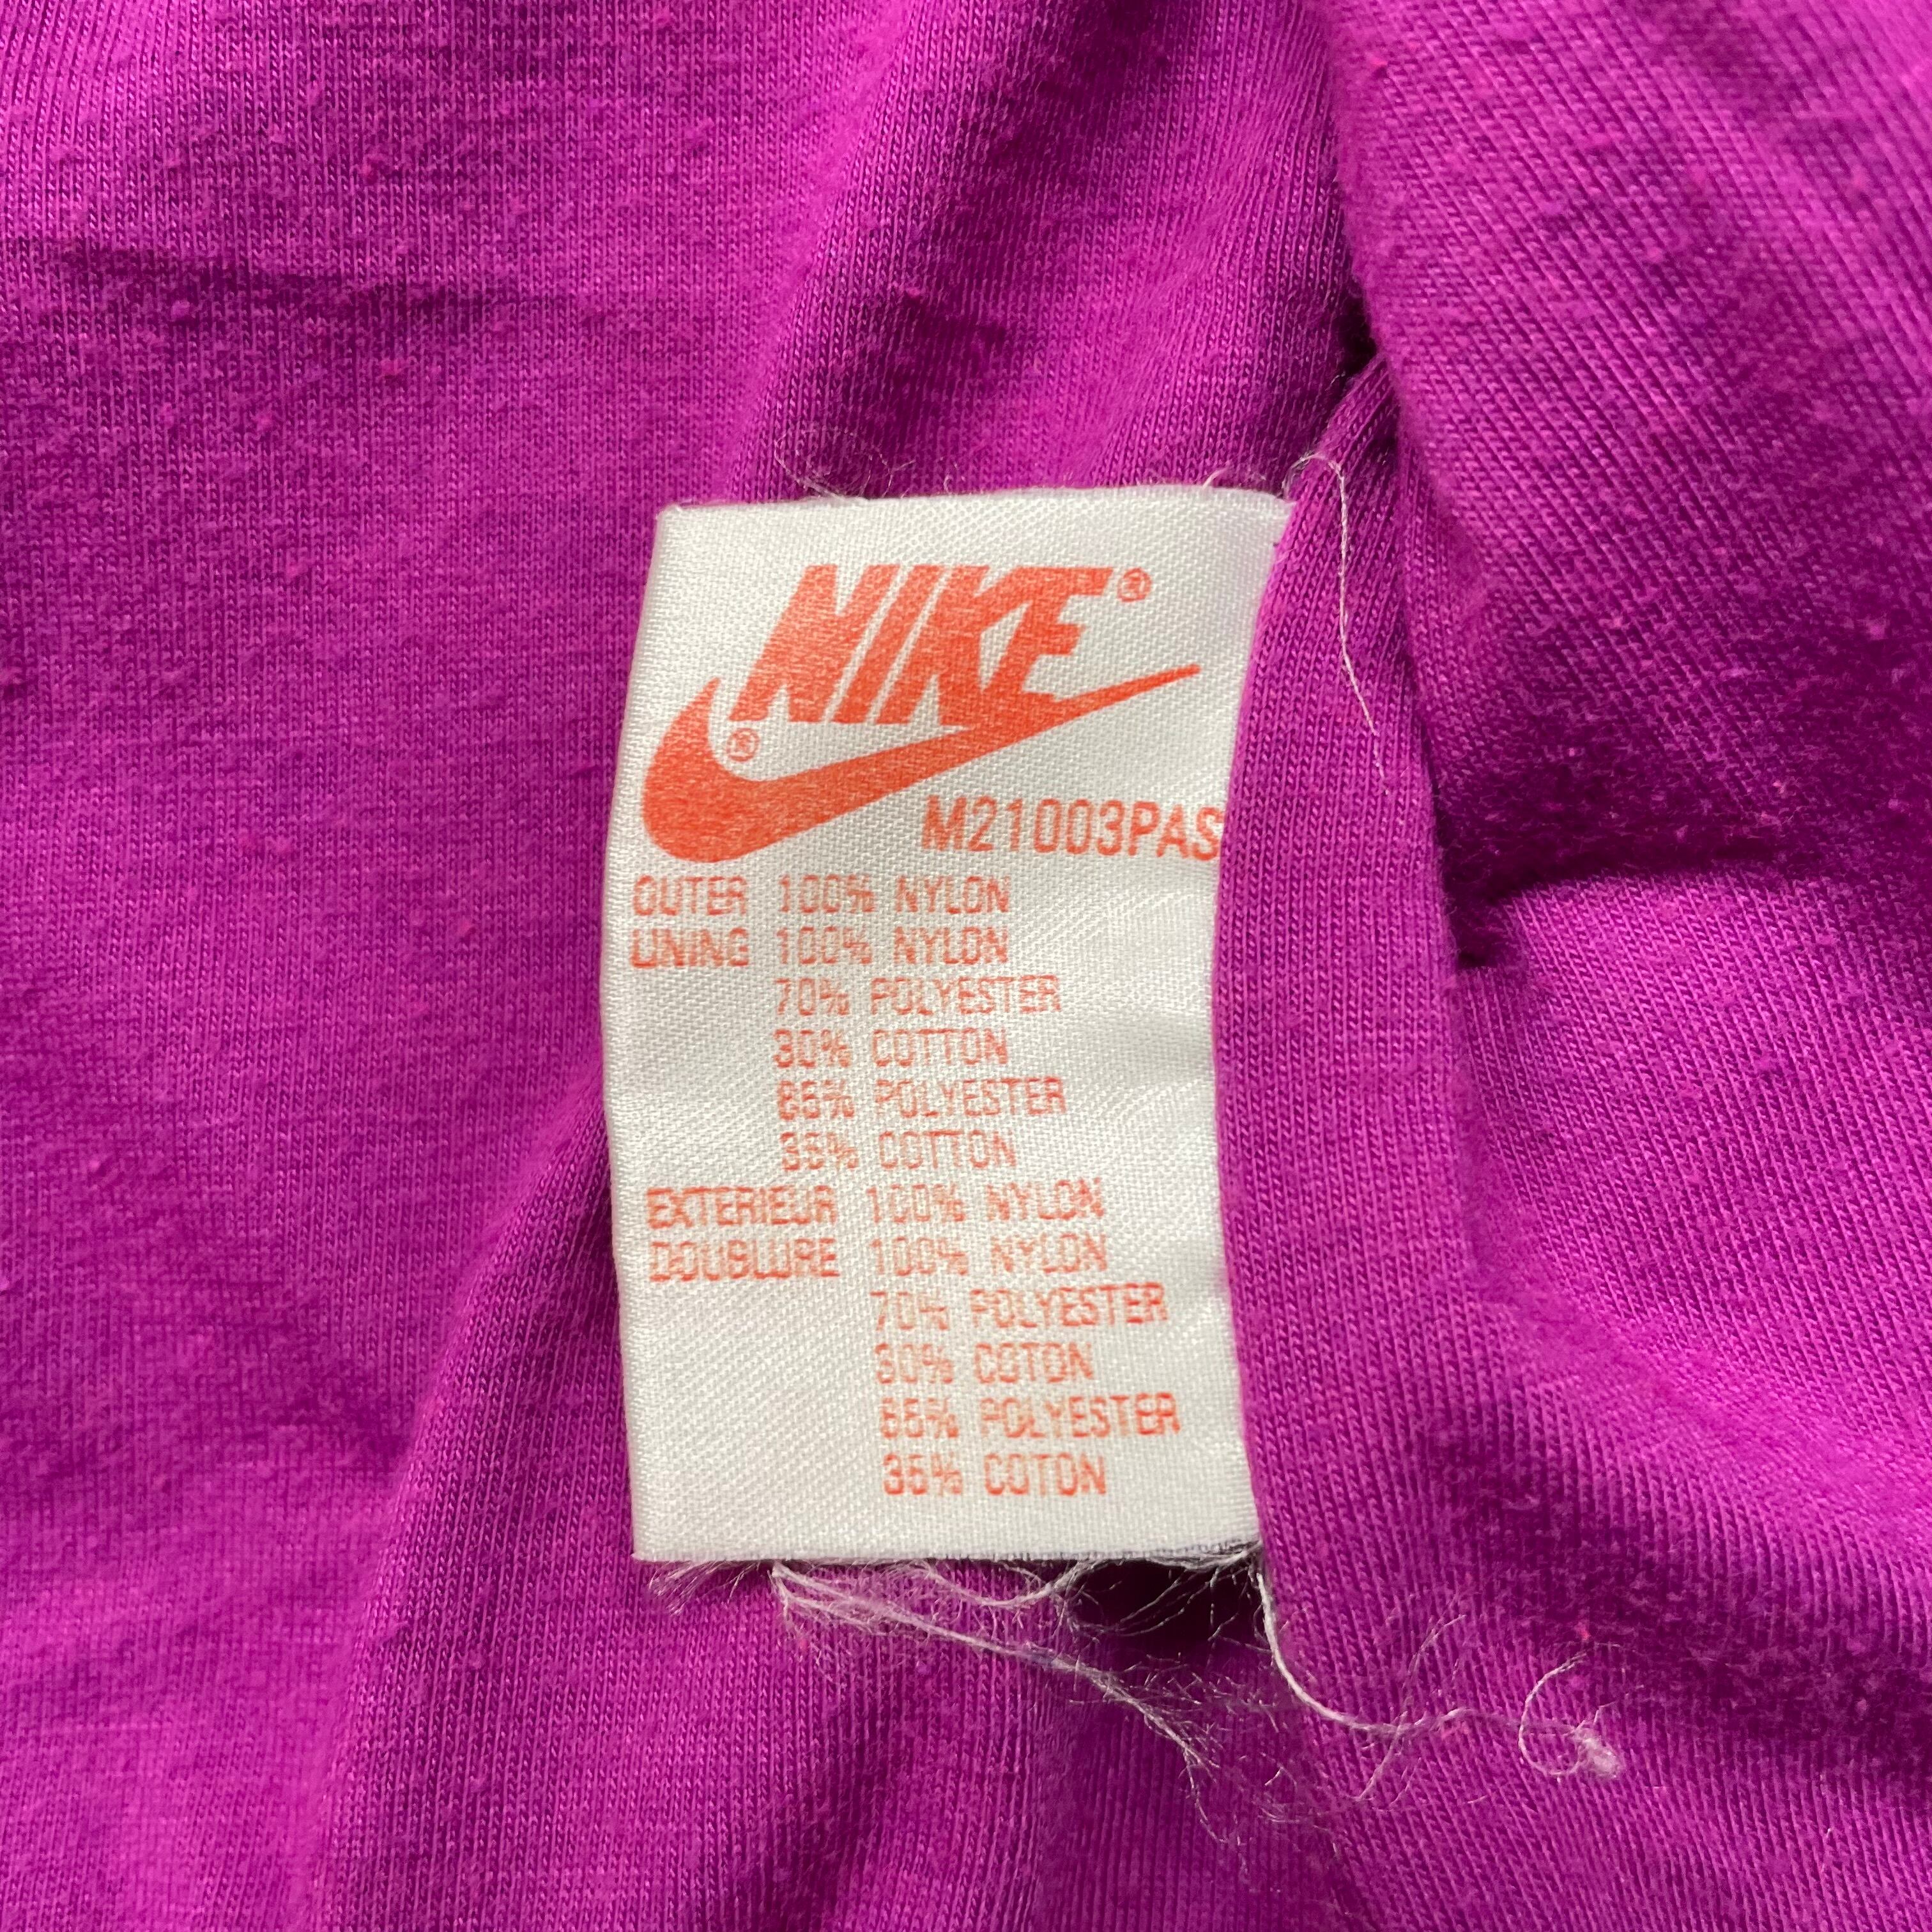 NIKE®
®
M21003PAS
OUTER 100% NYLON
LINING 100% NYLON
70% POLYESTER
30% COTTON
65% POLYESTER
35% COTTON
EXTERIEUR 100% NYLON
DOUBLURE 100% NYLON
70% POLYESTER
30% COTON
65% POLYESTER
35% COTON